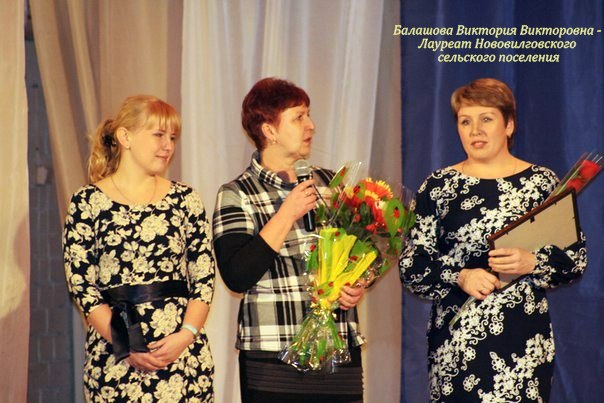 Балашова Виктория Викторовна -
Лауреат Нововилговского
сельского поселения